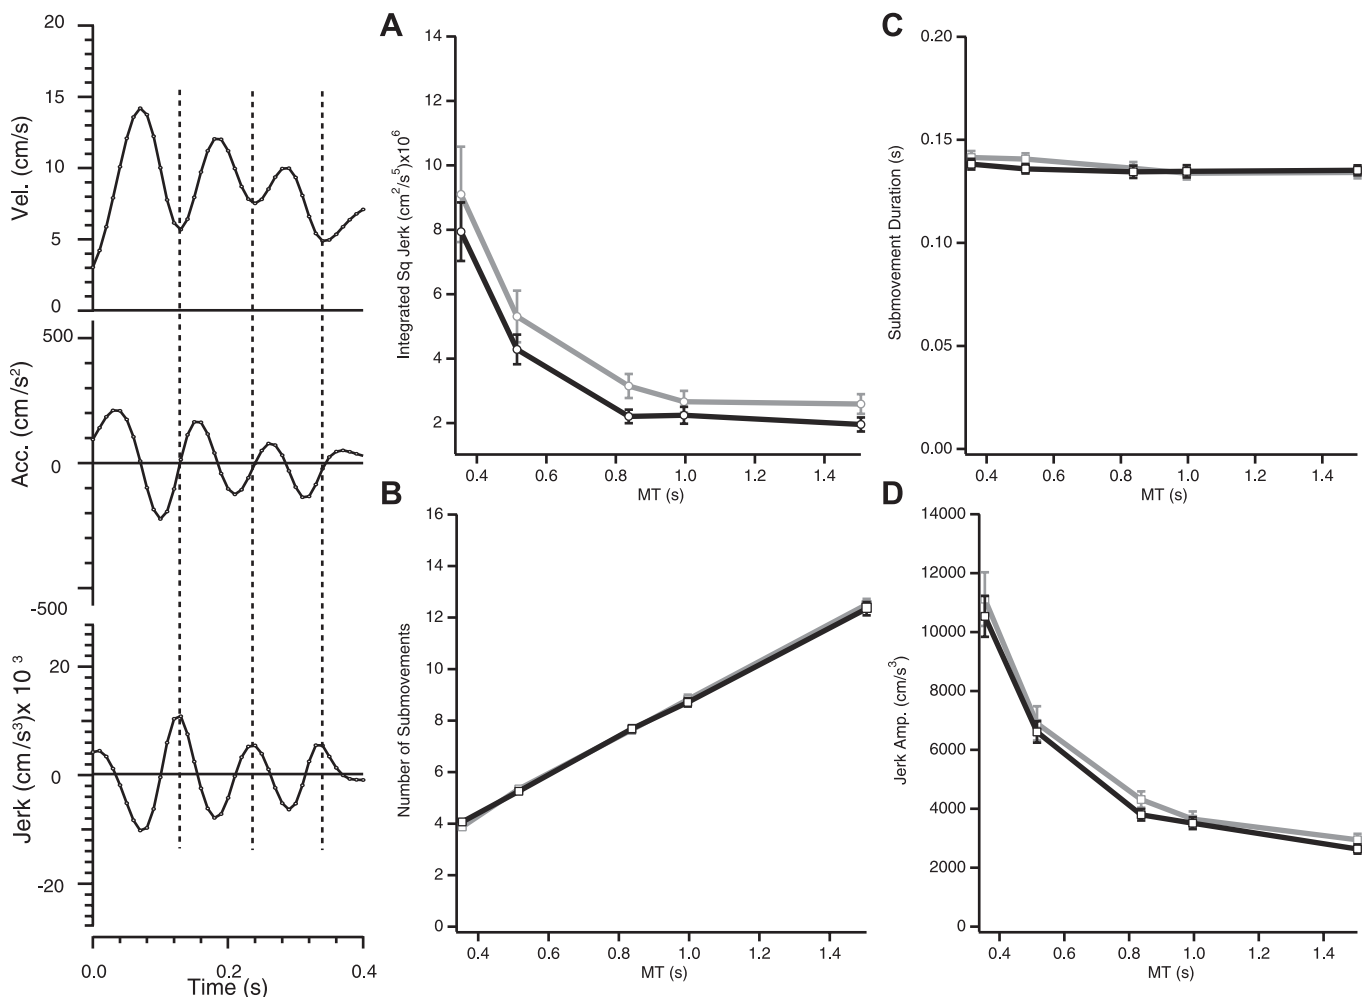 20
15
10
5
0
Vel. (cm/s)
500
0
-500
Acc. (cm/s²)
20
0
-20
Jerk (cm/s³)x 10 ³
0.0 0.2 0.4
Time (s)
A
14
12
10
8
6
4
2
Integrated Sq Jerk (cm²/s⁵)x10⁶
0.4 0.6 0.8 1.0 1.2 1.4
MT (s)
B
16
14
12
10
8
6
4
2
0
Number of Submovements
0.4 0.6 0.8 1.0 1.2 1.4
MT (s)
C
0.20
0.15
0.10
0.05
0.00
Submovement Duration (s)
0.4 0.6 0.8 1.0 1.2 1.4
MT (s)
D
14000
12000
10000
8000
6000
4000
2000
0
Jerk Amp. (cm/s³)
0.4 0.6 0.8 1.0 1.2 1.4
MT (s)